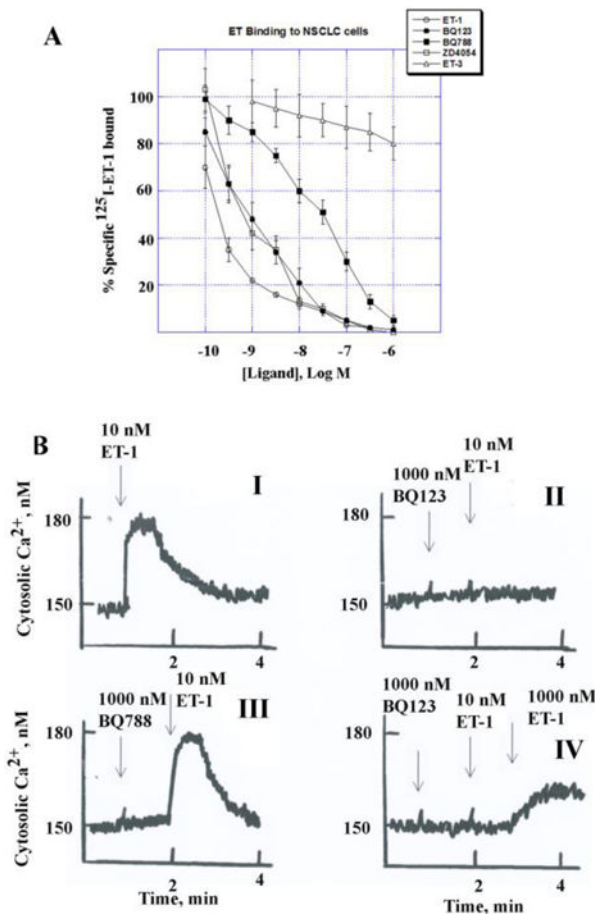 A
ET Binding to NSCLC cells
ET-1
BQ123
BQ788
ZD4054
ET-3
% Specific 125[-ET-1 bound
100
80
60
40
20
-10 -9 -8 -7 -6
[Ligand], Log M
B
10 nM
ET-1
I
Cytosolic Ca2+, nM
180
150
2 4
1000 nM
BQ123
10 nM
ET-1
II
180
150
2 4
1000 nM
BQ788
10 nM
ET-1
III
Cytosolic Ca2+, nM
180
150
2 4
Time, min
1000 nM
BQ123
10 nM
ET-1
1000 nM
ET-1
IV
180
150
2 4
Time, min